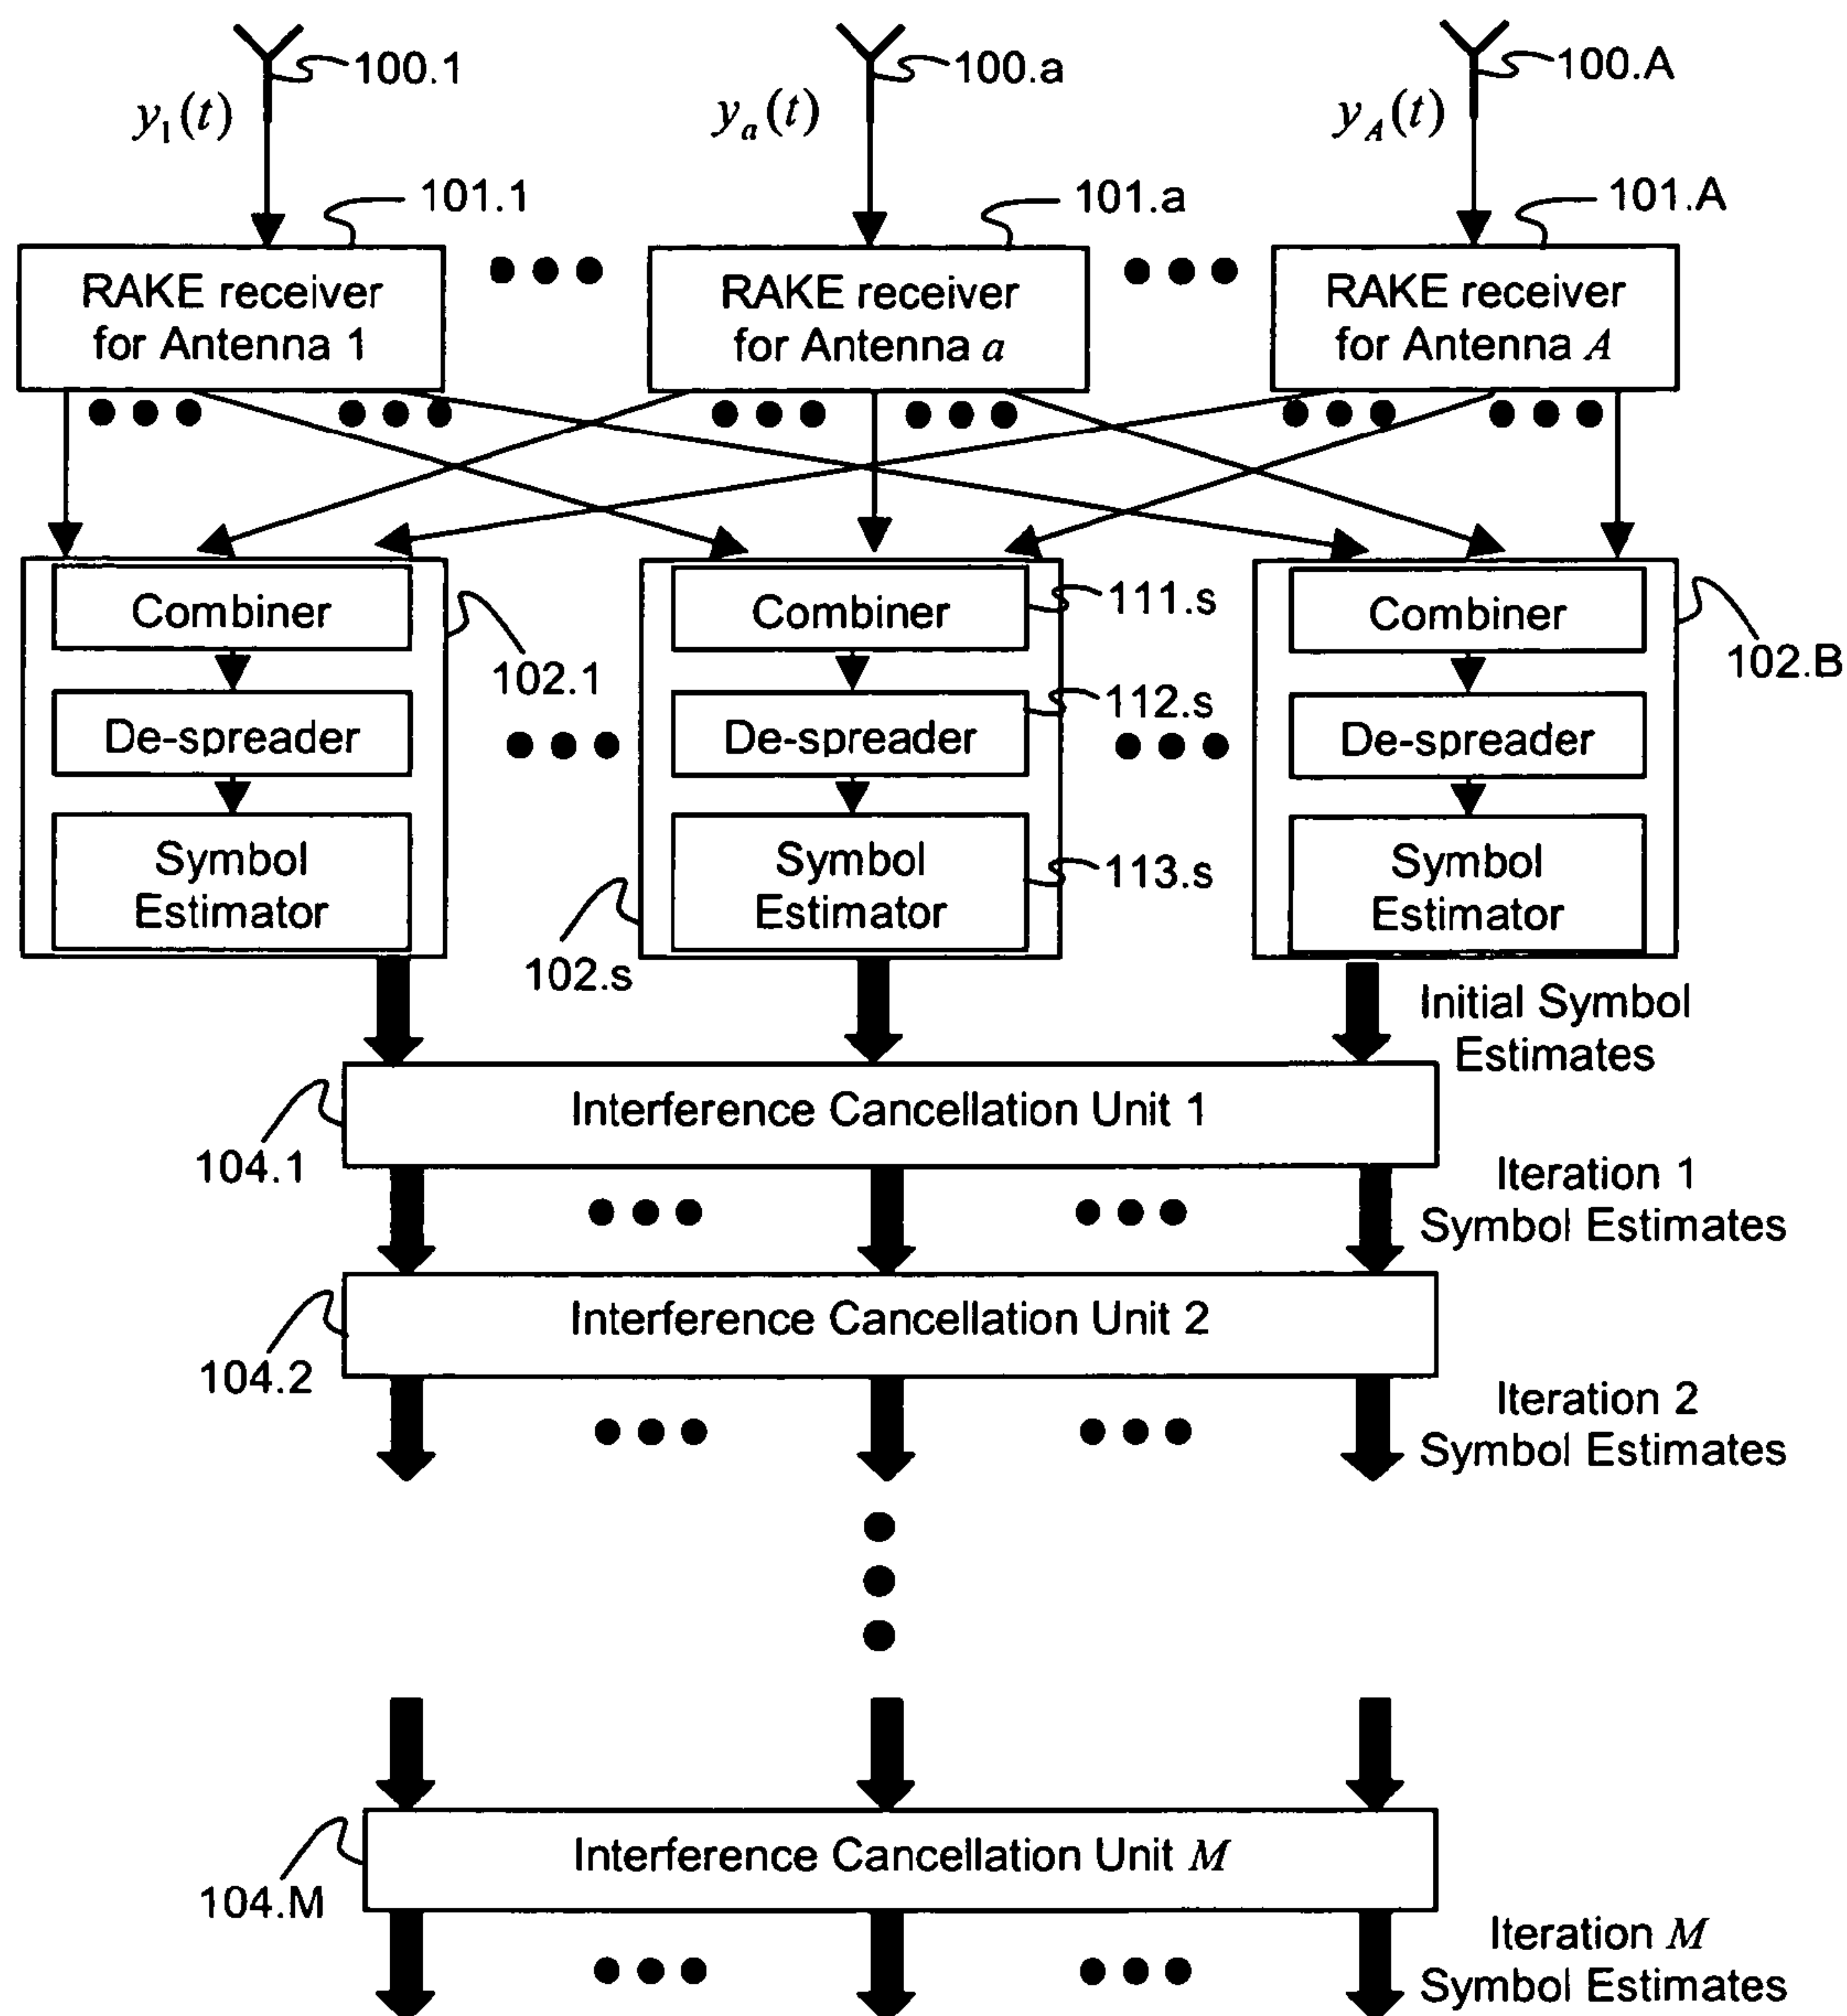 100.1
100.a
100.A
y₁(t)
yₐ(t)
y_A(t)
101.1
101.a
101.A
RAKE receiver
for Antenna 1
RAKE receiver
for Antenna a
RAKE receiver
for Antenna A
Combiner
De-spreader
Symbol
Estimator
102.1
Combiner
De-spreader
Symbol
Estimator
111.s
112.s
113.s
102.s
Combiner
De-spreader
Symbol
Estimator
102.B
Initial Symbol
Estimates
Interference Cancellation Unit 1
104.1
Iteration 1
Symbol Estimates
Interference Cancellation Unit 2
104.2
Iteration 2
Symbol Estimates
Interference Cancellation Unit M
104.M
Iteration M
Symbol Estimates